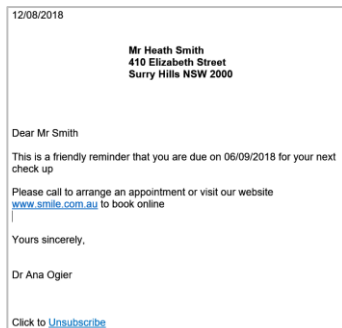 12/08/2018
Mr Heath Smith
410 Elizabeth Street
Surry Hills NSW 2000
Dear Mr Smith
This is a friendly reminder that you are due on 06/09/2018 for your next
check up
Please call to arrange an appointment or visit our website
www.smile.com.au to book online
Yours sincerely,
Dr Ana Ogier
Click to Unsubscribe